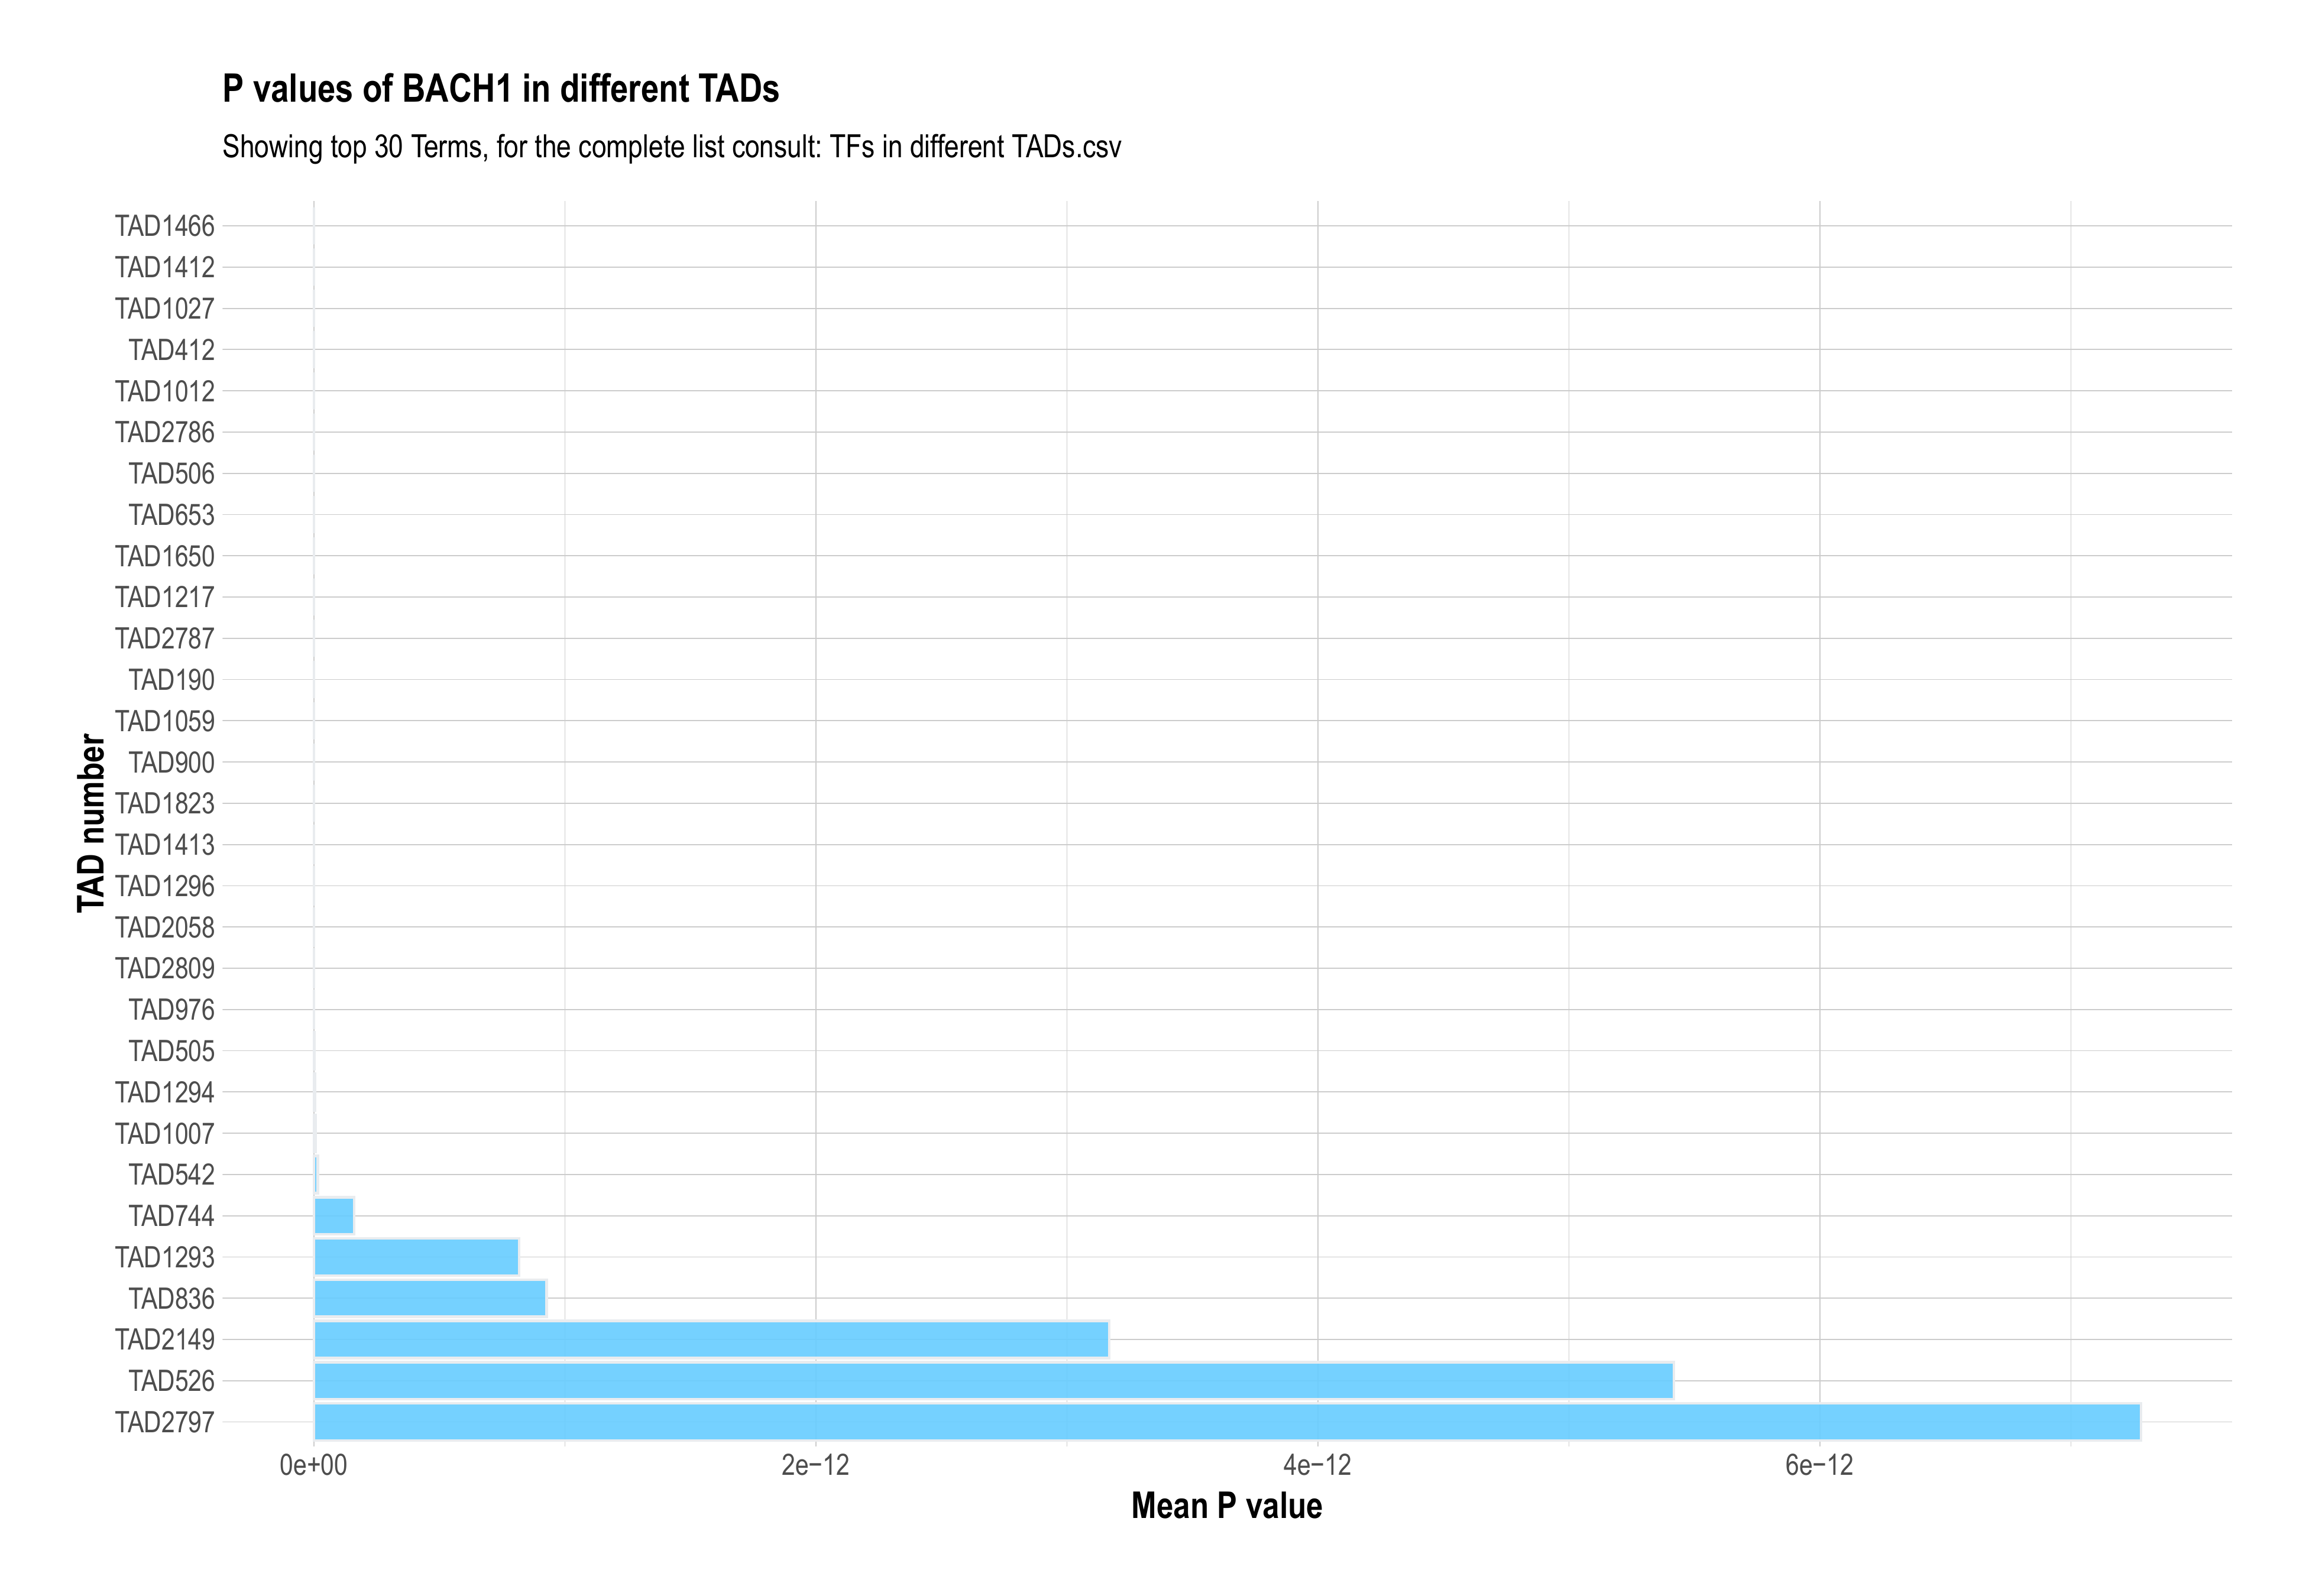 P values of BACH1 in different TADs
Showing top 30 Terms, for the complete list consult: TFs in different TADs.csv
TAD number
TAD1466
TAD1412
TAD1027
TAD412
TAD1012
TAD2786
TAD506
TAD653
TAD1650
TAD1217
TAD2787
TAD190
TAD1059
TAD900
TAD1823
TAD1413
TAD1296
TAD2058
TAD2809
TAD976
TAD505
TAD1294
TAD1007
TAD542
TAD744
TAD1293
TAD836
TAD2149
TAD526
TAD2797
0e+00 2e−12 4e−12 6e−12
Mean P value